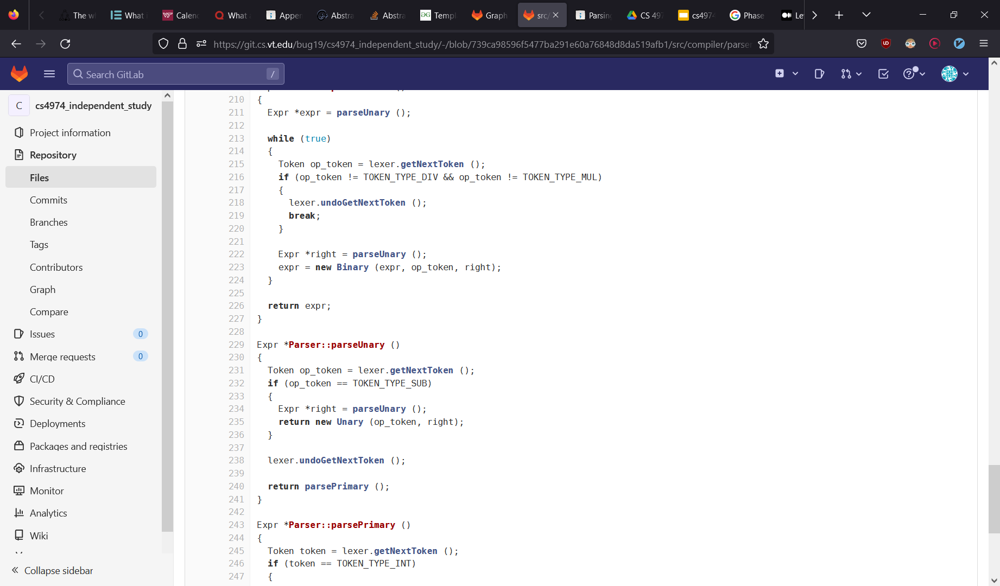 The w
What i
Calenc
What
Appen
Abstra
Abstra
Templ
Graph
src/
Parsing
CS 497
cs4974
Phase
Le
https://git.cs.vt.edu/bug19/cs4974_independent_study/-/blob/739ca98596f5477ba291e60a76848d8da519afb1/src/compiler/parser
Search GitLab /
C cs4974_independent_study
Project information
Repository
Files
Commits
Branches
Tags
Contributors
Graph
Compare
Issues 0
Merge requests 0
CI/CD
Security & Compliance
Deployments
Packages and registries
Infrastructure
Monitor
Analytics
Wiki
Collapse sidebar
210 {
211 Expr *expr = parseUnary ();
212
213 while (true)
214 {
215 Token op_token = lexer.getNextToken ();
216 if (op_token != TOKEN_TYPE_DIV && op_token != TOKEN_TYPE_MUL)
217 {
218 lexer.undoGetNextToken ();
219 break;
220 }
221
222 Expr *right = parseUnary ();
223 expr = new Binary (expr, op_token, right);
224 }
225
226 return expr;
227 }
228
229 Expr *Parser::parseUnary ()
230 {
231 Token op_token = lexer.getNextToken ();
232 if (op_token == TOKEN_TYPE_SUB)
233 {
234 Expr *right = parseUnary ();
235 return new Unary (op_token, right);
236 }
237
238 lexer.undoGetNextToken ();
239
240 return parsePrimary ();
241 }
242
243 Expr *Parser::parsePrimary ()
244 {
245 Token token = lexer.getNextToken ();
246 if (token == TOKEN_TYPE_INT)
247 {